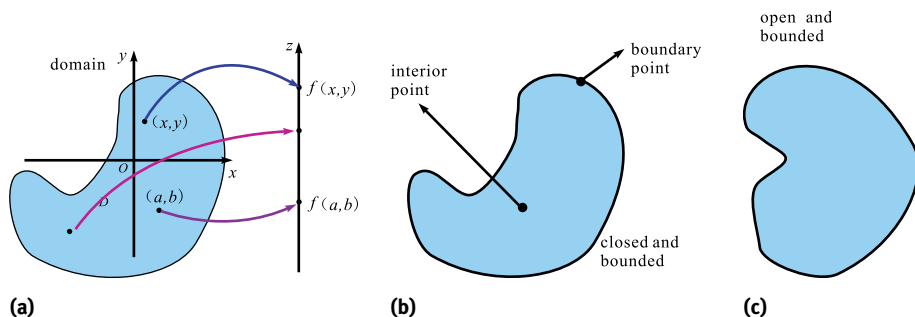 domain
y
z
f(x,y)
(x,y)
O
x
D
(a,b)
f(a,b)
(a)
interior
point
boundary
point
closed and
bounded
(b)
open and
bounded
(c)